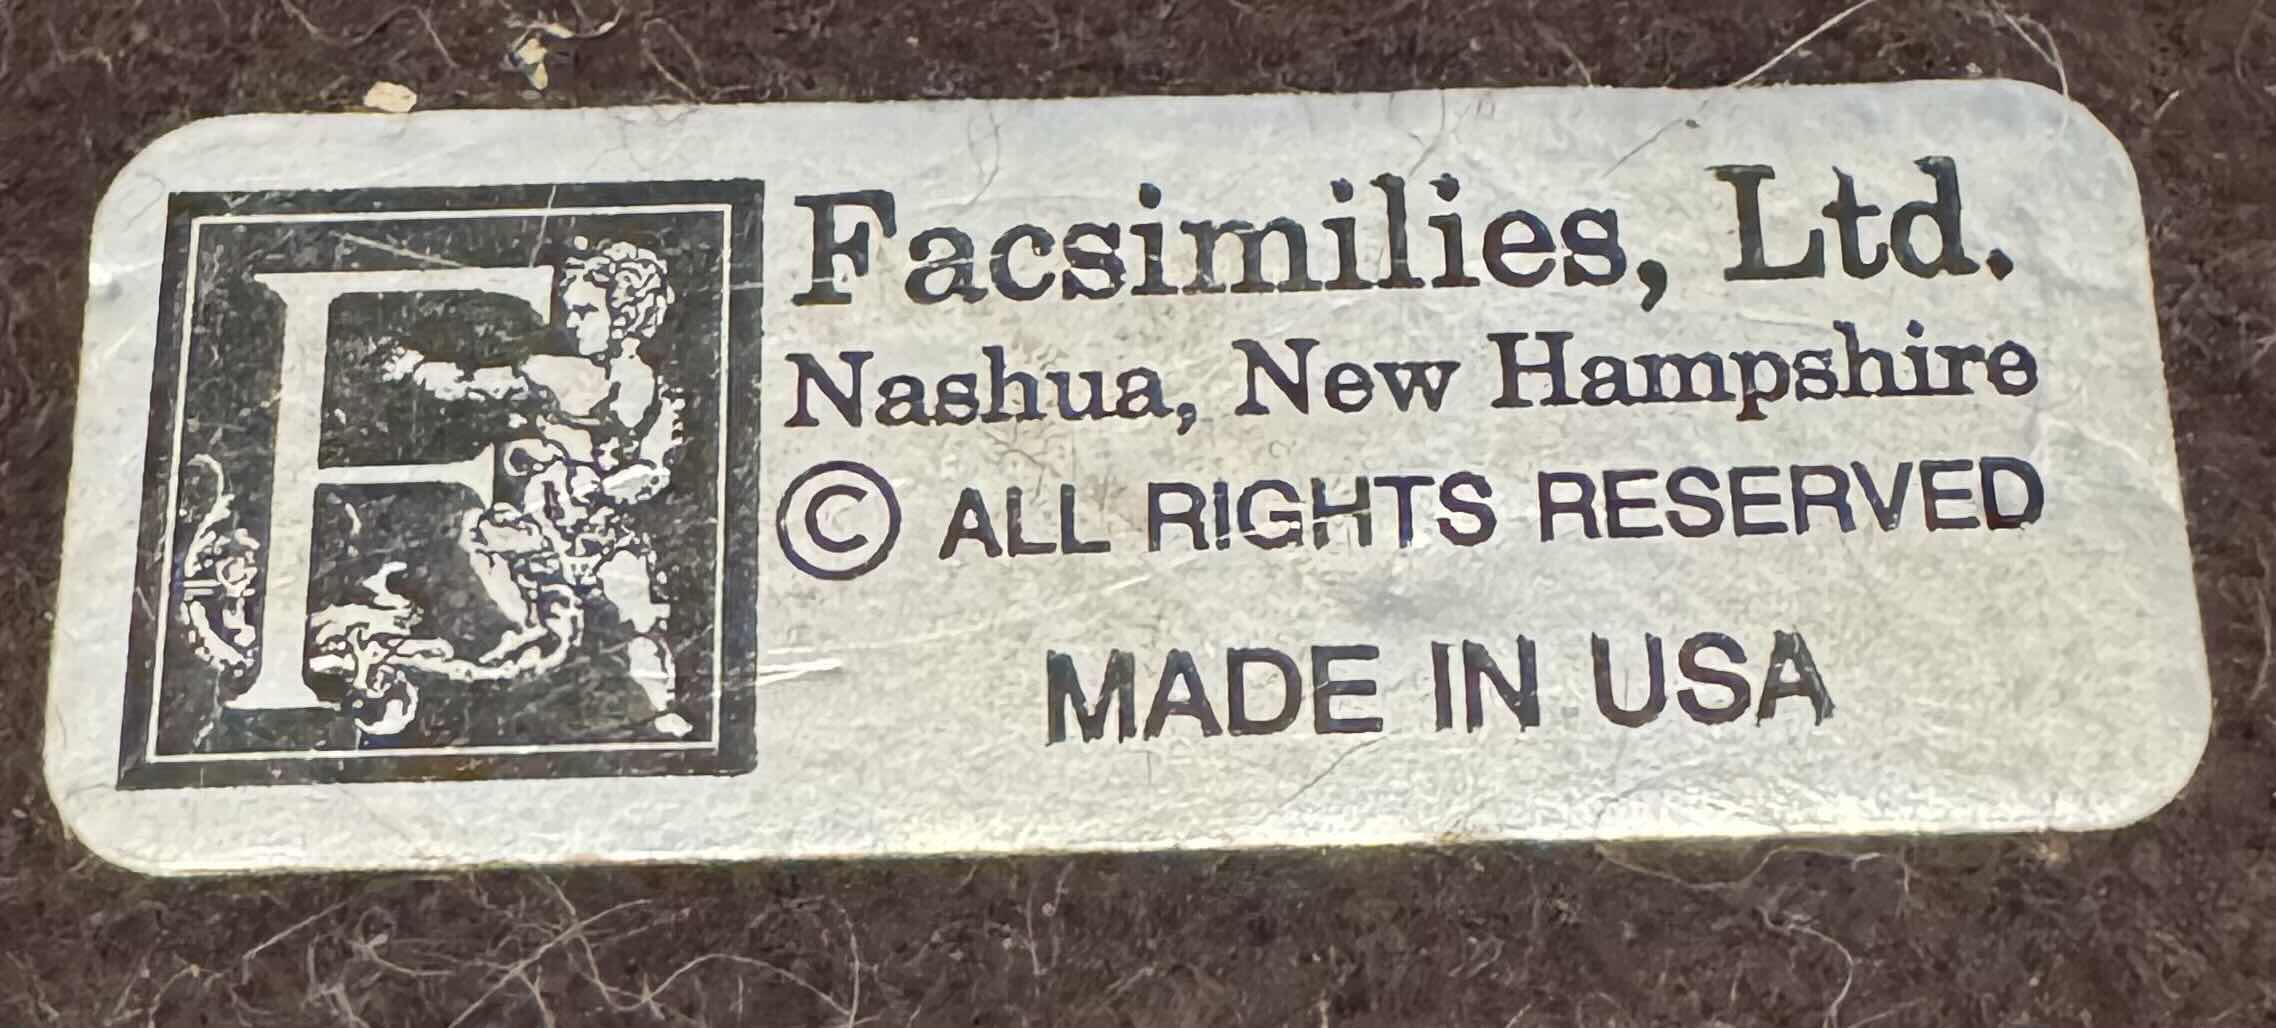 F
Facsimilies, Ltd.
Nashua, New Hampshire
© ALL RIGHTS RESERVED
MADE IN USA